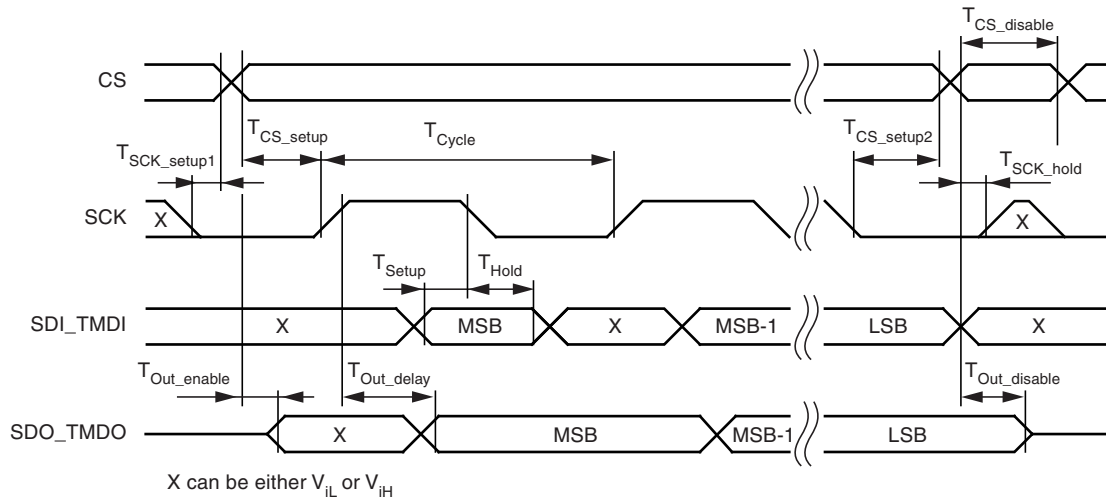 T_CS_disable
CS
T_CS_setup
T_Cycle
T_CS_setup2
T_SCK_setup1
T_SCK_hold
SCK
X
X
T_Setup
T_Hold
SDI_TMDI
X
MSB
X
MSB-1
LSB
X
T_Out_enable
T_Out_delay
T_Out_disable
SDO_TMDO
X
MSB
MSB-1
LSB
X can be either V_iL or V_iH